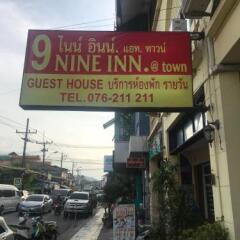 9 ไนน์ อินน์. แอท. ทาวน์
NINE INN. @ town
GUEST HOUSE บริการห้องพัก รายวัน
TEL. 076-211 211
9